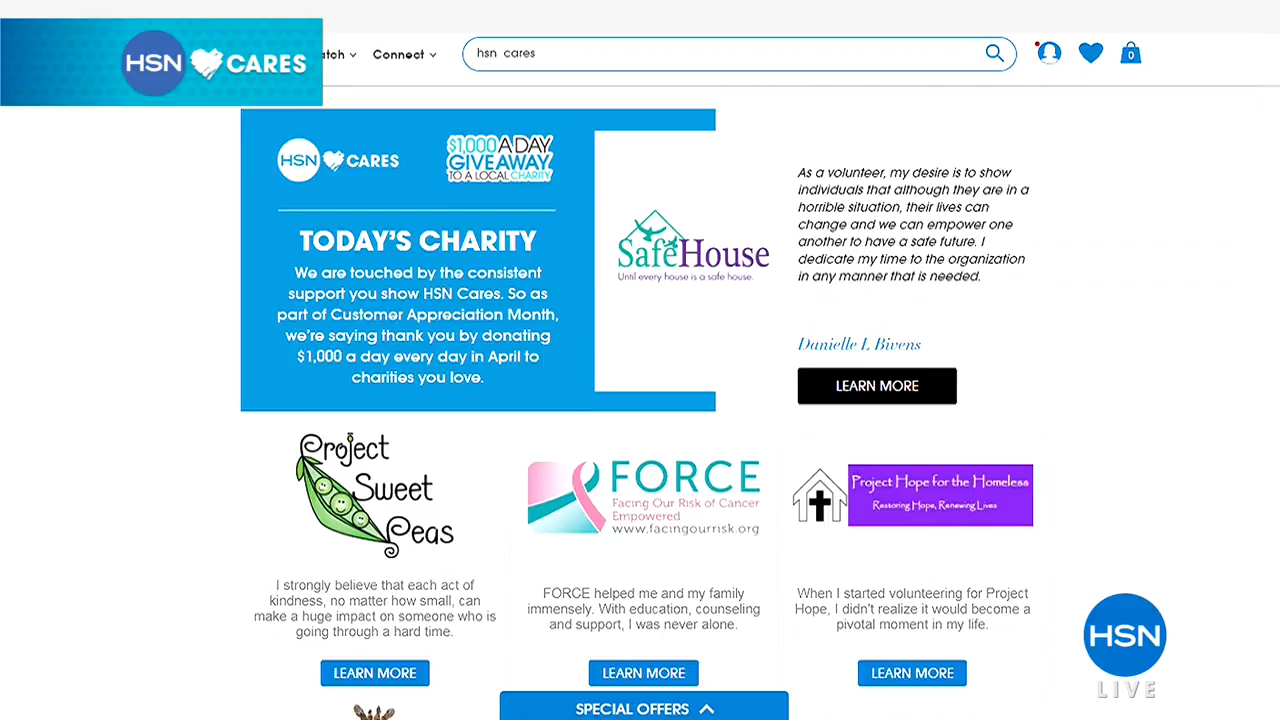 HSN CARES
atch
Connect
hsn cares
0
HSN CARES
$1,000 A DAY
GIVEAWAY
TO A LOCAL CHARITY
TODAY'S CHARITY
We are touched by the consistent
support you show HSN Cares. So as
part of Customer Appreciation Month,
we're saying thank you by donating
$1,000 a day every day in April to
charities you love.
SafeHouse
Until every house is a safe house.
As a volunteer, my desire is to show
individuals that although they are in a
horrible situation, their lives can
change and we can empower one
another to have a safe future. I
dedicate my time to the organization
in any manner that is needed.
Danielle L Bivens
LEARN MORE
Project
Sweet
Peas
I strongly believe that each act of
kindness, no matter how small, can
make a huge impact on someone who is
going through a hard time.
LEARN MORE
FORCE
Facing Our Risk of Cancer
Empowered
www.facingourrisk.org
FORCE helped me and my family
immensely. With education, counseling
and support, I was never alone.
LEARN MORE
Project Hope for the Homeless
Restoring Hope, Renewing Lives
When I started volunteering for Project
Hope, I didn't realize it would become a
pivotal moment in my life.
LEARN MORE
SPECIAL OFFERS
HSN
LIVE